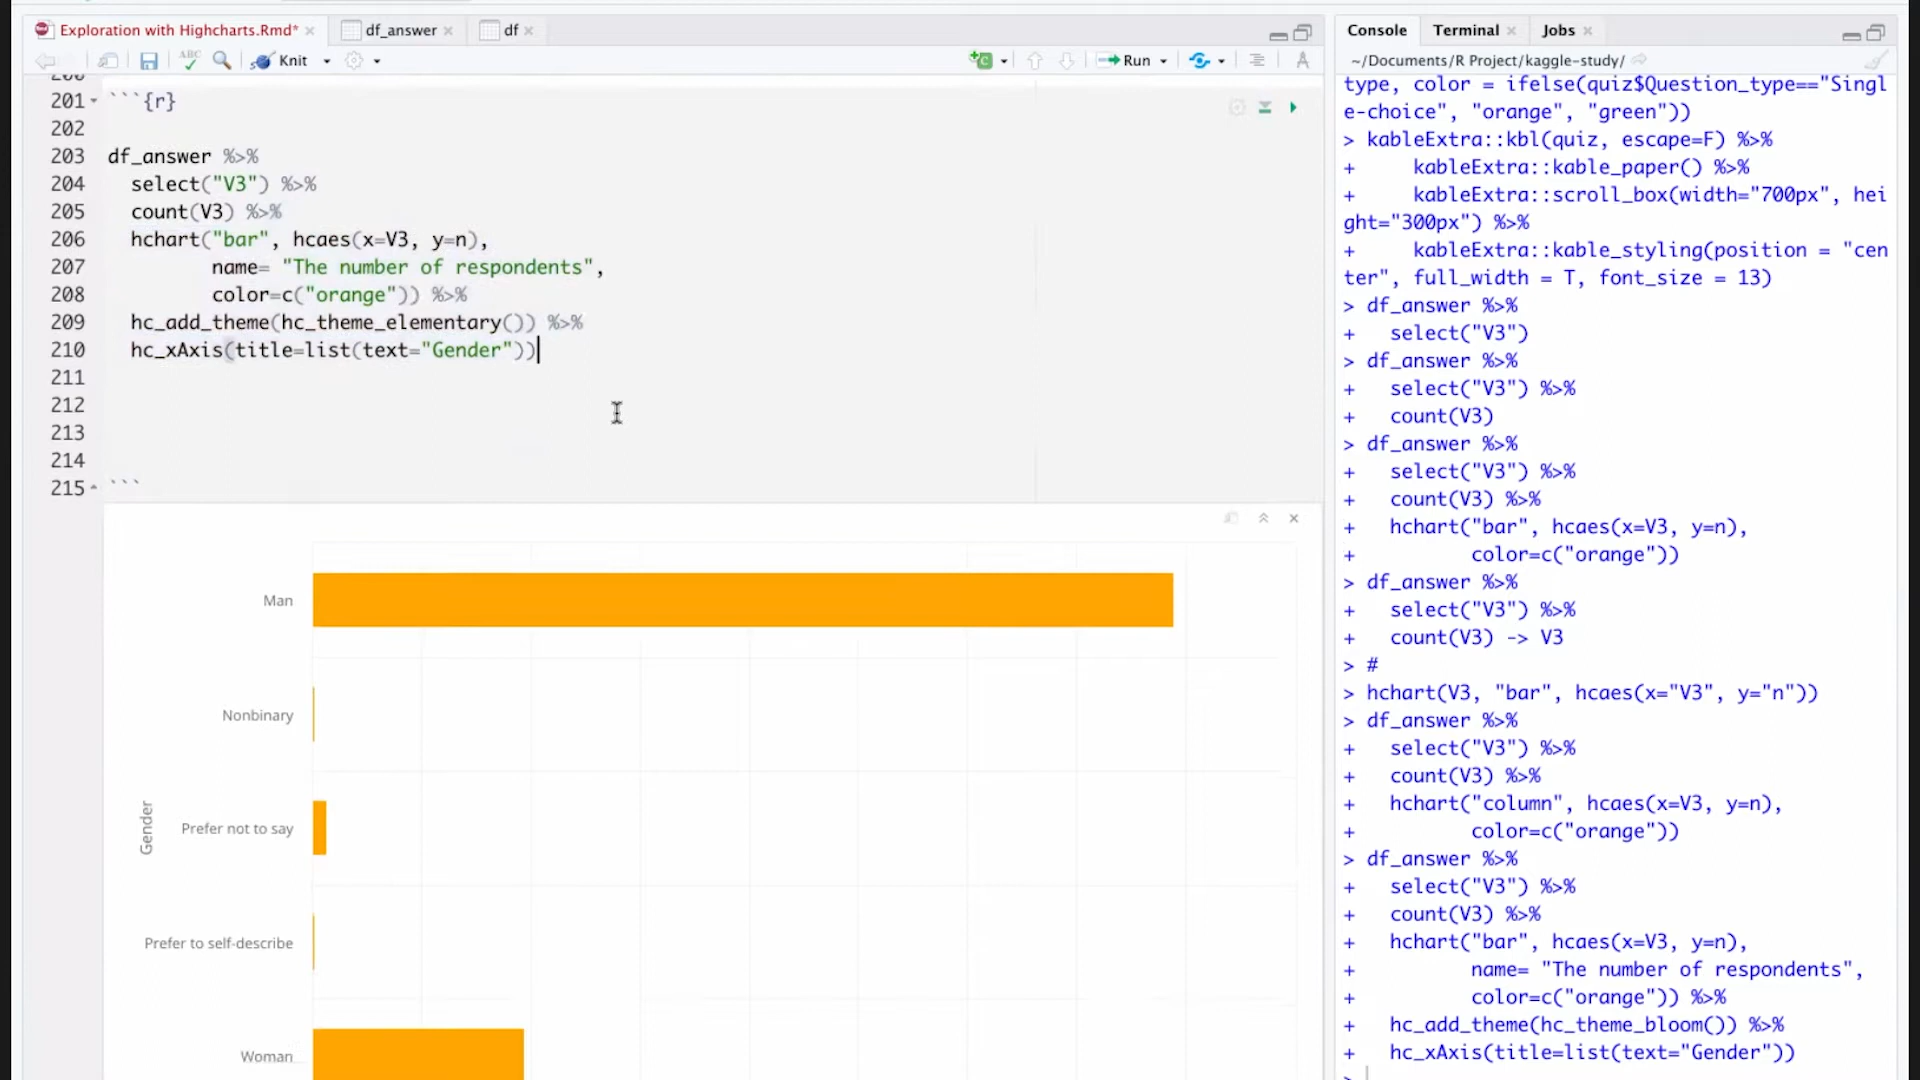 Exploration with Highcharts.Rmd*
df_answer
df
Knit
Run
201 ```{r}
202
203 df_answer %>%
204 select("V3") %>%
205 count(V3) %>%
206 hchart("bar", hcaes(x=V3, y=n),
207 name= "The number of respondents",
208 color=c("orange")) %>%
209 hc_add_theme(hc_theme_elementary()) %>%
210 hc_xAxis(title=list(text="Gender"))
211
212
213
214
215 ```
Man
Nonbinary
Gender
Prefer not to say
Prefer to self-describe
Woman
Console
Terminal
Jobs
~/Documents/R Project/kaggle-study/
type, color = ifelse(quiz$Question_type=="Singl
e-choice", "orange", "green"))
> kableExtra::kbl(quiz, escape=F) %>%
+ kableExtra::kable_paper() %>%
+ kableExtra::scroll_box(width="700px", hei
ght="300px") %>%
+ kableExtra::kable_styling(position = "cen
ter", full_width = T, font_size = 13)
> df_answer %>%
+ select("V3")
> df_answer %>%
+ select("V3") %>%
+ count(V3)
> df_answer %>%
+ select("V3") %>%
+ count(V3) %>%
+ hchart("bar", hcaes(x=V3, y=n),
+ color=c("orange"))
> df_answer %>%
+ select("V3") %>%
+ count(V3) -> V3
> #
> hchart(V3, "bar", hcaes(x="V3", y="n"))
> df_answer %>%
+ select("V3") %>%
+ count(V3) %>%
+ hchart("column", hcaes(x=V3, y=n),
+ color=c("orange"))
> df_answer %>%
+ select("V3") %>%
+ count(V3) %>%
+ hchart("bar", hcaes(x=V3, y=n),
+ name= "The number of respondents",
+ color=c("orange")) %>%
+ hc_add_theme(hc_theme_bloom()) %>%
+ hc_xAxis(title=list(text="Gender"))
>